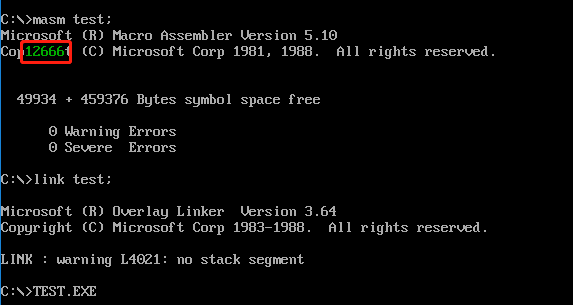 C:\>masm test;
Microsoft (R) Macro Assembler Version 5.10
Cop12666t (C) Microsoft Corp 1981, 1988.  All rights reserved.
49934 + 459376 Bytes symbol space free
0 Warning Errors
0 Severe  Errors
C:\>link test;
Microsoft (R) Overlay Linker  Version 3.64
Copyright (C) Microsoft Corp 1983-1988.  All rights reserved.
LINK : warning L4021: no stack segment
C:\>TEST.EXE